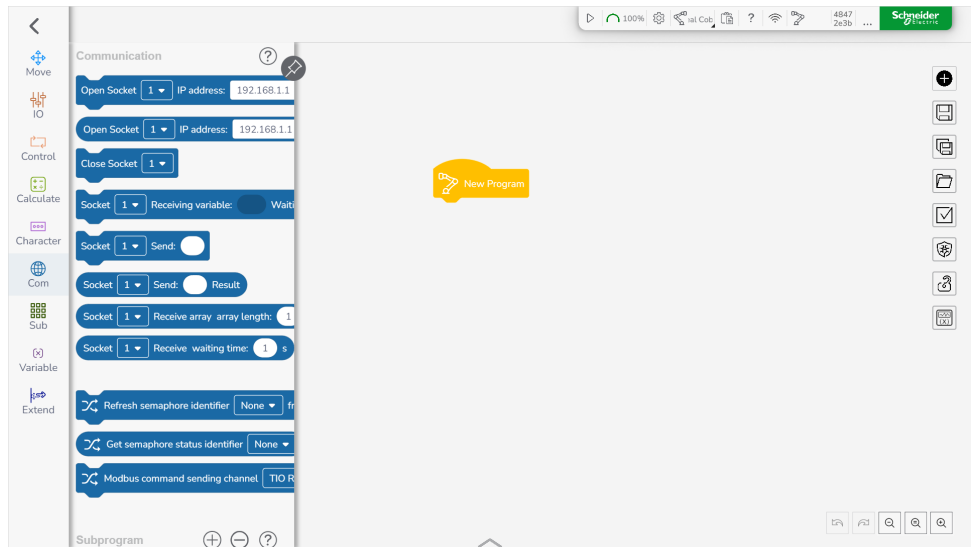 100%
al Cob
?
4847
2e3b
...
Schneider
Electric
Move
IO
Control
Calculate
Character
Com
Sub
Variable
Extend
Communication ?
Open Socket 1 IP address: 192.168.1.1
Open Socket 1 IP address: 192.168.1.1
Close Socket 1
Socket 1 Receiving variable: Waiti
Socket 1 Send:
Socket 1 Send: Result
Socket 1 Receive array array length: 1
Socket 1 Receive waiting time: 1 s
Refresh semaphore identifier None fr
Get semaphore status identifier None
Modbus command sending channel TIO R
Subprogram ?
New Program